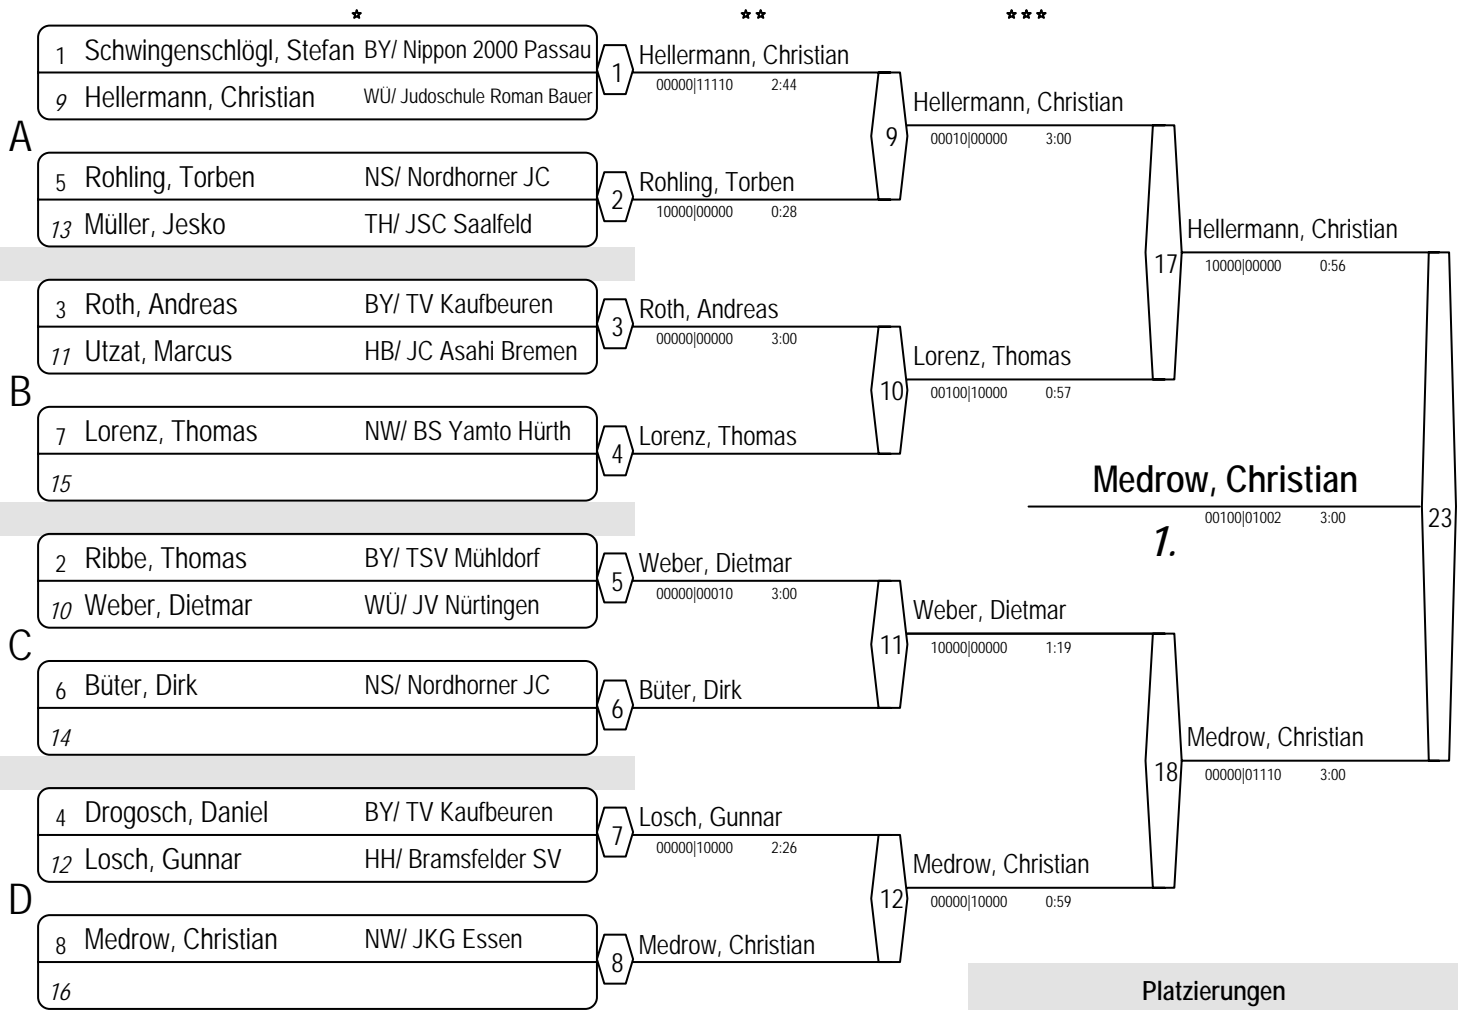 1 Schwingenschlögl, Stefan BY/ Nippon 2000 Passau
9 Hellermann, Christian WÜ/ Judoschule Roman Bauer
1
Hellermann, Christian
00000|11110 2:44
A
5 Rohling, Torben NS/ Nordhorner JC
13 Müller, Jesko TH/ JSC Saalfeld
2
Rohling, Torben
10000|00000 0:28
9
Hellermann, Christian
00010|00000 3:00
3 Roth, Andreas BY/ TV Kaufbeuren
11 Utzat, Marcus HB/ JC Asahi Bremen
3
Roth, Andreas
00000|00000 3:00
B
7 Lorenz, Thomas NW/ BS Yamto Hürth
15
4
Lorenz, Thomas
10
Lorenz, Thomas
00100|10000 0:57
17
Hellermann, Christian
10000|00000 0:56
2 Ribbe, Thomas BY/ TSV Mühldorf
10 Weber, Dietmar WÜ/ JV Nürtingen
5
Weber, Dietmar
00000|00010 3:00
C
6 Büter, Dirk NS/ Nordhorner JC
14
6
Büter, Dirk
11
Weber, Dietmar
10000|00000 1:19
4 Drogosch, Daniel BY/ TV Kaufbeuren
12 Losch, Gunnar HH/ Bramsfelder SV
7
Losch, Gunnar
00000|10000 2:26
D
8 Medrow, Christian NW/ JKG Essen
16
8
Medrow, Christian
12
Medrow, Christian
00000|10000 0:59
18
Medrow, Christian
00000|01110 3:00
23
Medrow, Christian
00100|01002 3:00
1.
Platzierungen